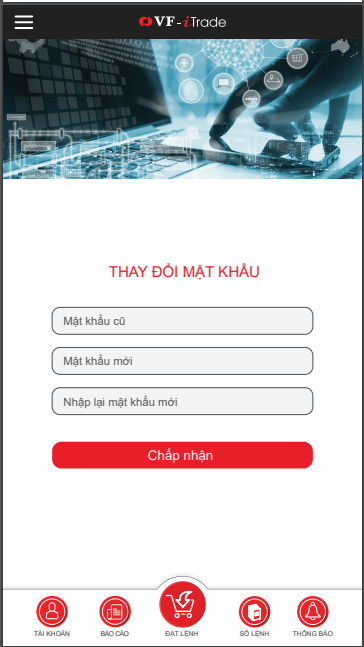 VF-iTrade
THAY ĐỔI MẬT KHẨU
Mật khẩu cũ
Mật khẩu mới
Nhập lại mật khẩu mới
Chấp nhận
TÀI KHOẢN
BÁO CÁO
ĐẶT LỆNH
SỔ LỆNH
THÔNG BÁO